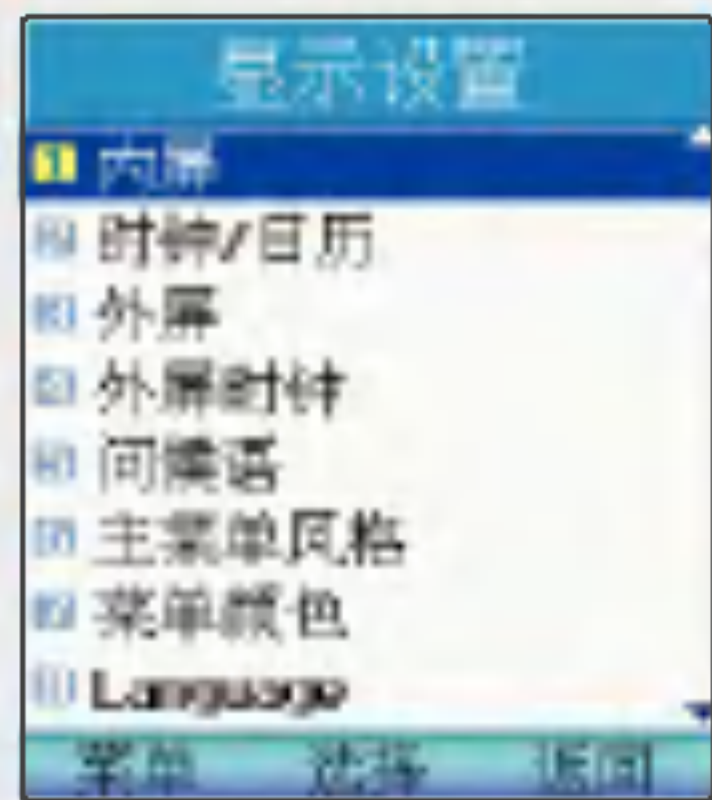 显示设置
1 内屏
时钟/日历
外屏
外屏时钟
问候语
主菜单风格
菜单颜色
Language
菜单 选择 返回